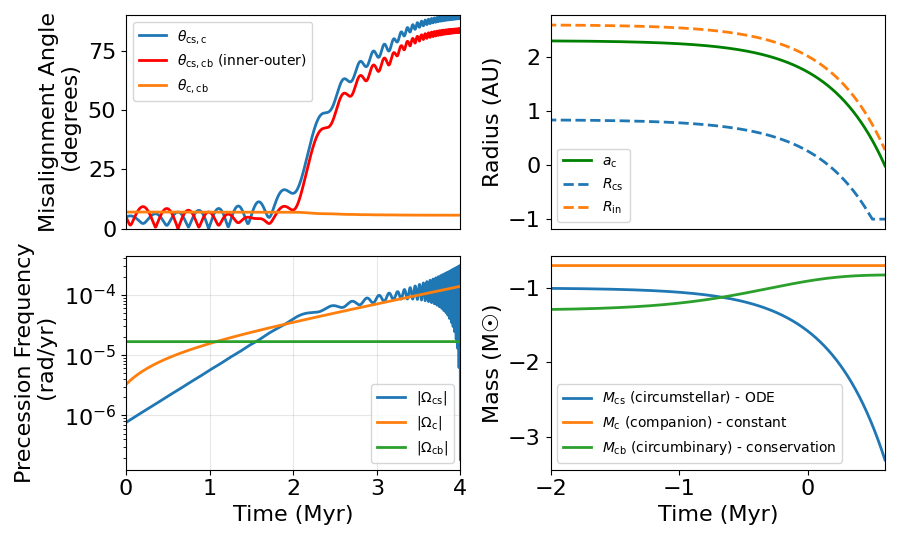 Misalignment Angle
(degrees)
75
50
25
0
θcs, c
θcs, cb (inner-outer)
θc, cb
Radius (AU)
2
1
0
−1
ac
Rcs
Rin
Precession Frequency
(rad/yr)
10−4
10−5
10−6
|Ωcs|
|Ωc|
|Ωcb|
0 1 2 3 4
Time (Myr)
Mass (M☉)
−1
−2
−3
Mcs (circumstellar) - ODE
Mc (companion) - constant
Mcb (circumbinary) - conservation
−2 −1 0
Time (Myr)